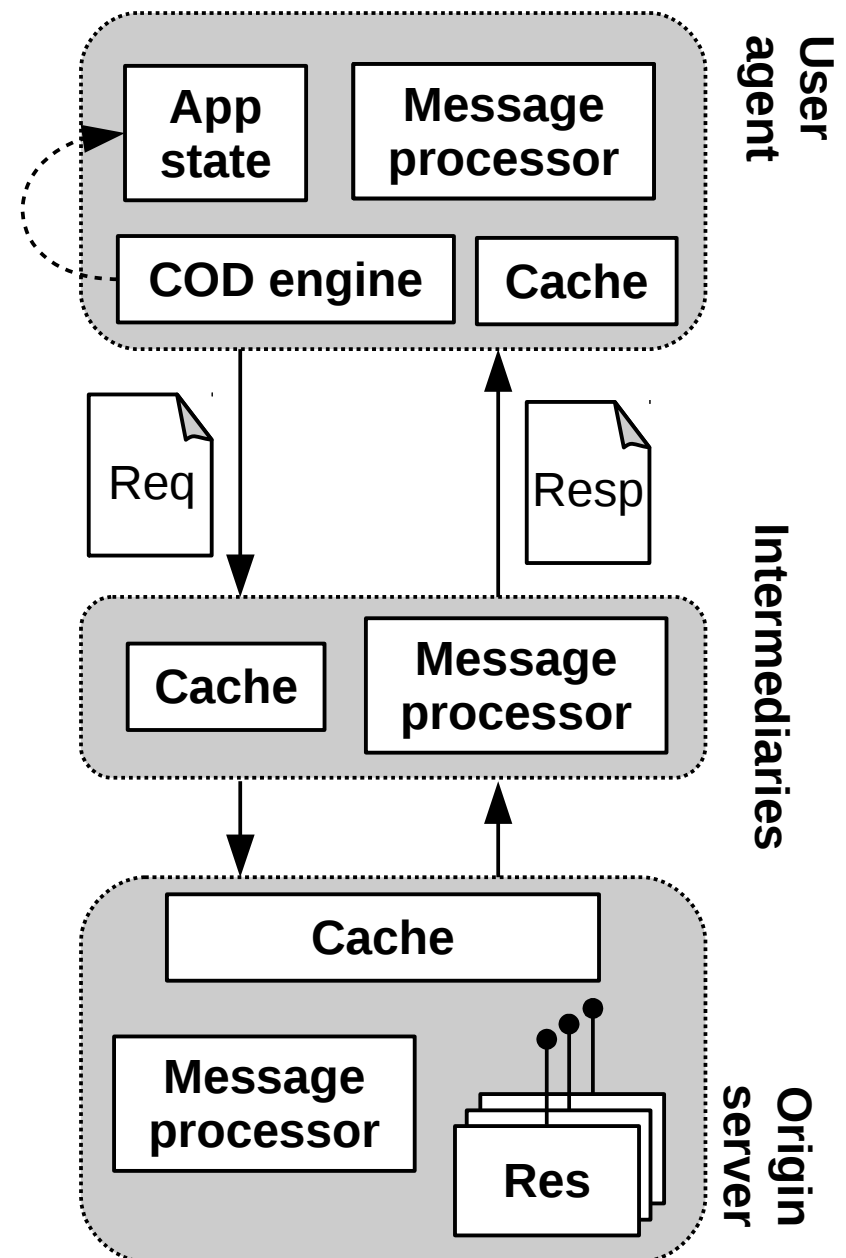 App
state
Message
processor
User
agent
COD engine
Cache
Req
Resp
Intermediaries
Cache
Message
processor
Cache
Message
processor
Res
Origin
server